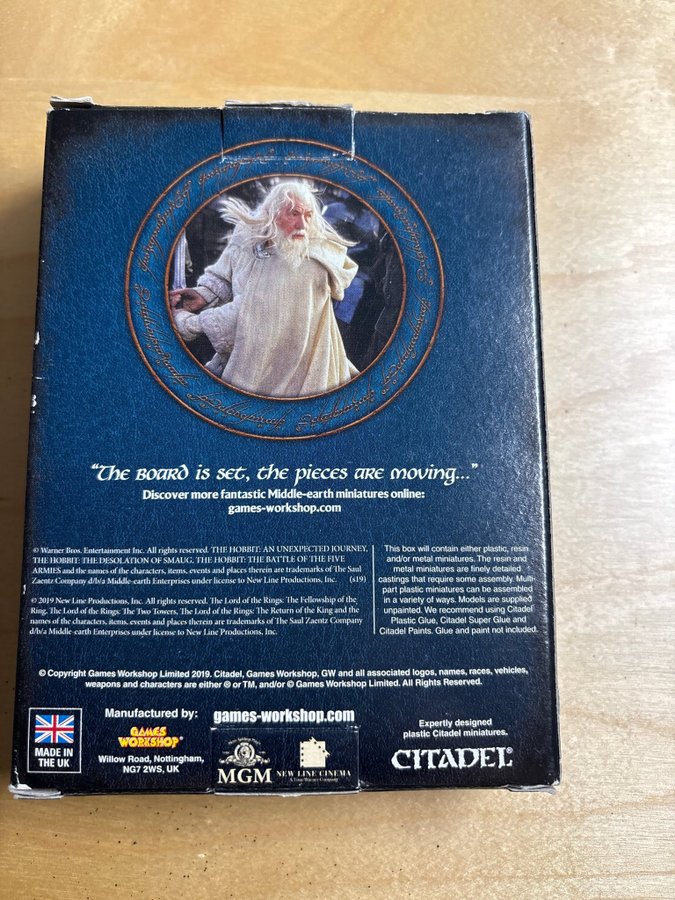 “The board is set, the pieces are moving...”
Discover more fantastic Middle-earth miniatures online:
games-workshop.com
© Warner Bros. Entertainment Inc. All rights reserved. THE HOBBIT: AN UNEXPECTED JOURNEY,
THE HOBBIT: THE DESOLATION OF SMAUG, THE HOBBIT: THE BATTLE OF THE FIVE
ARMIES and the names of the characters, items, events and places therein are trademarks of The Saul
Zaentz Company d/b/a Middle-earth Enterprises under license to New Line Productions, Inc. (s19)
© 2019 New Line Productions, Inc. All rights reserved. The Lord of the Rings: The Fellowship of the
Ring, The Lord of the Rings: The Two Towers, The Lord of the Rings: The Return of the King and the
names of the characters, items, events and places therein are trademarks of The Saul Zaentz Company
d/b/a Middle-earth Enterprises under license to New Line Productions, Inc.
This box will contain either plastic, resin
and/or metal miniatures. The resin and
metal miniatures are finely detailed
castings that require some assembly. Multi-
part plastic miniatures can be assembled
in a variety of ways. Models are supplied
unpainted. We recommend using Citadel
Plastic Glue, Citadel Super Glue and
Citadel Paints. Glue and paint not included.
© Copyright Games Workshop Limited 2019. Citadel, Games Workshop, GW and all associated logos, names, races, vehicles,
weapons and characters are either ® or TM, and/or © Games Workshop Limited. All Rights Reserved.
MADE IN
THE UK
Manufactured by:
GAMES
WORKSHOP
Willow Road, Nottingham,
NG7 2WS, UK
games-workshop.com
MGM
NEW LINE CINEMA
A Time Warner Company
Expertly designed
plastic Citadel miniatures.
CITADEL®